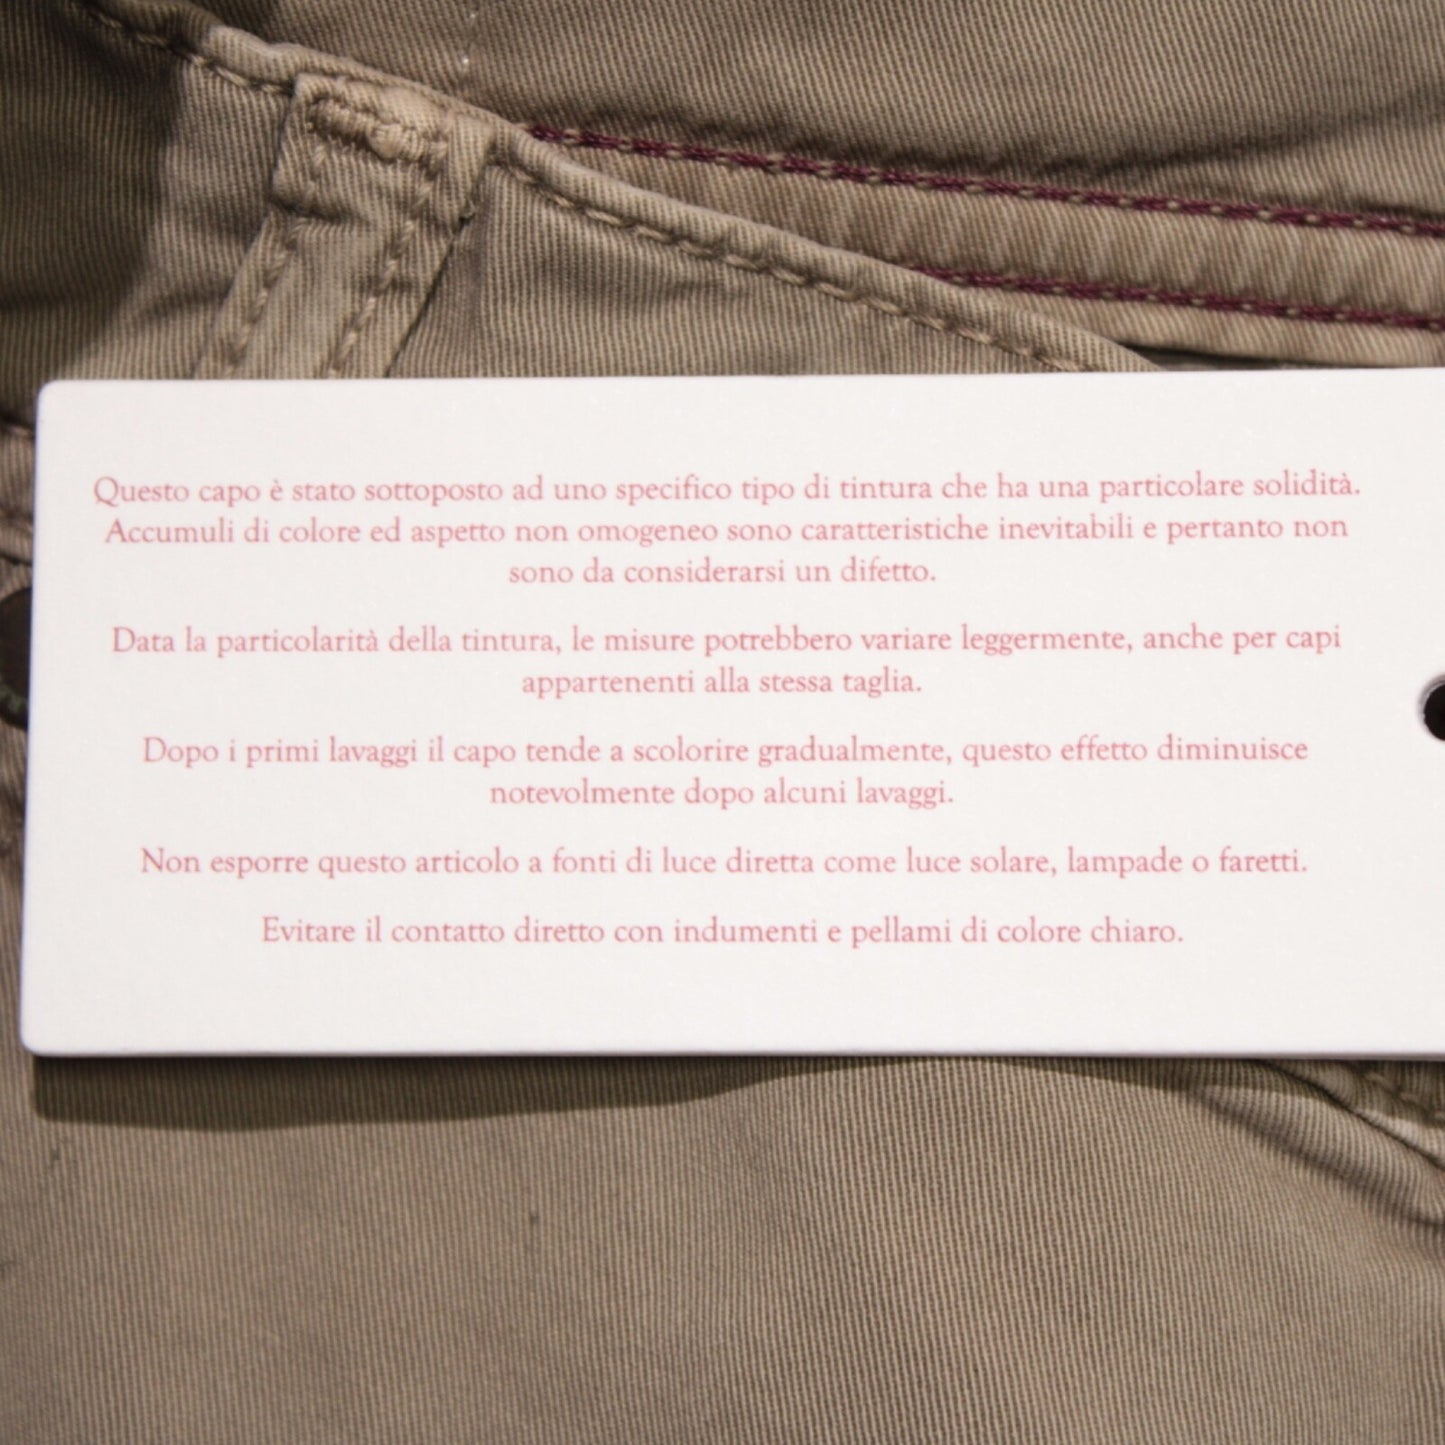 Questo capo è stato sottoposto ad uno specifico tipo di tintura che ha una particolare solidità.
Accumuli di colore ed aspetto non omogeneo sono caratteristiche inevitabili e pertanto non
sono da considerarsi un difetto.
Data la particolarità della tintura, le misure potrebbero variare leggermente, anche per capi
appartenenti alla stessa taglia.
Dopo i primi lavaggi il capo tende a scolorire gradualmente, questo effetto diminuisce
notevolmente dopo alcuni lavaggi.
Non esporre questo articolo a fonti di luce diretta come luce solare, lampade o faretti.
Evitare il contatto diretto con indumenti e pellami di colore chiaro.